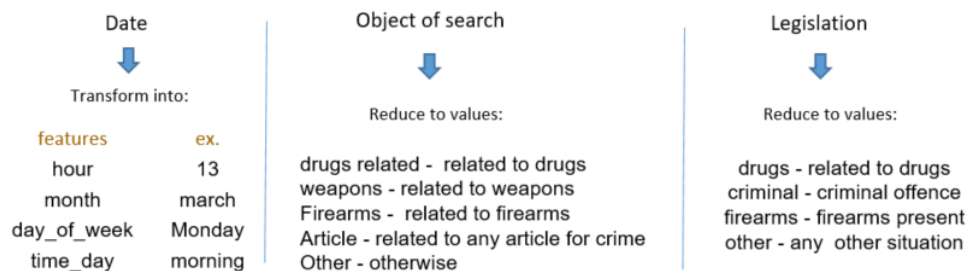 Date
Transform into:
features ex.
hour 13
month march
day_of_week Monday
time_day morning
Object of search
Reduce to values:
drugs related - related to drugs
weapons - related to weapons
Firearms - related to firearms
Article - related to any article for crime
Other - otherwise
Legislation
Reduce to values:
drugs - related to drugs
criminal - criminal offence
firearms - firearms present
other - any other situation